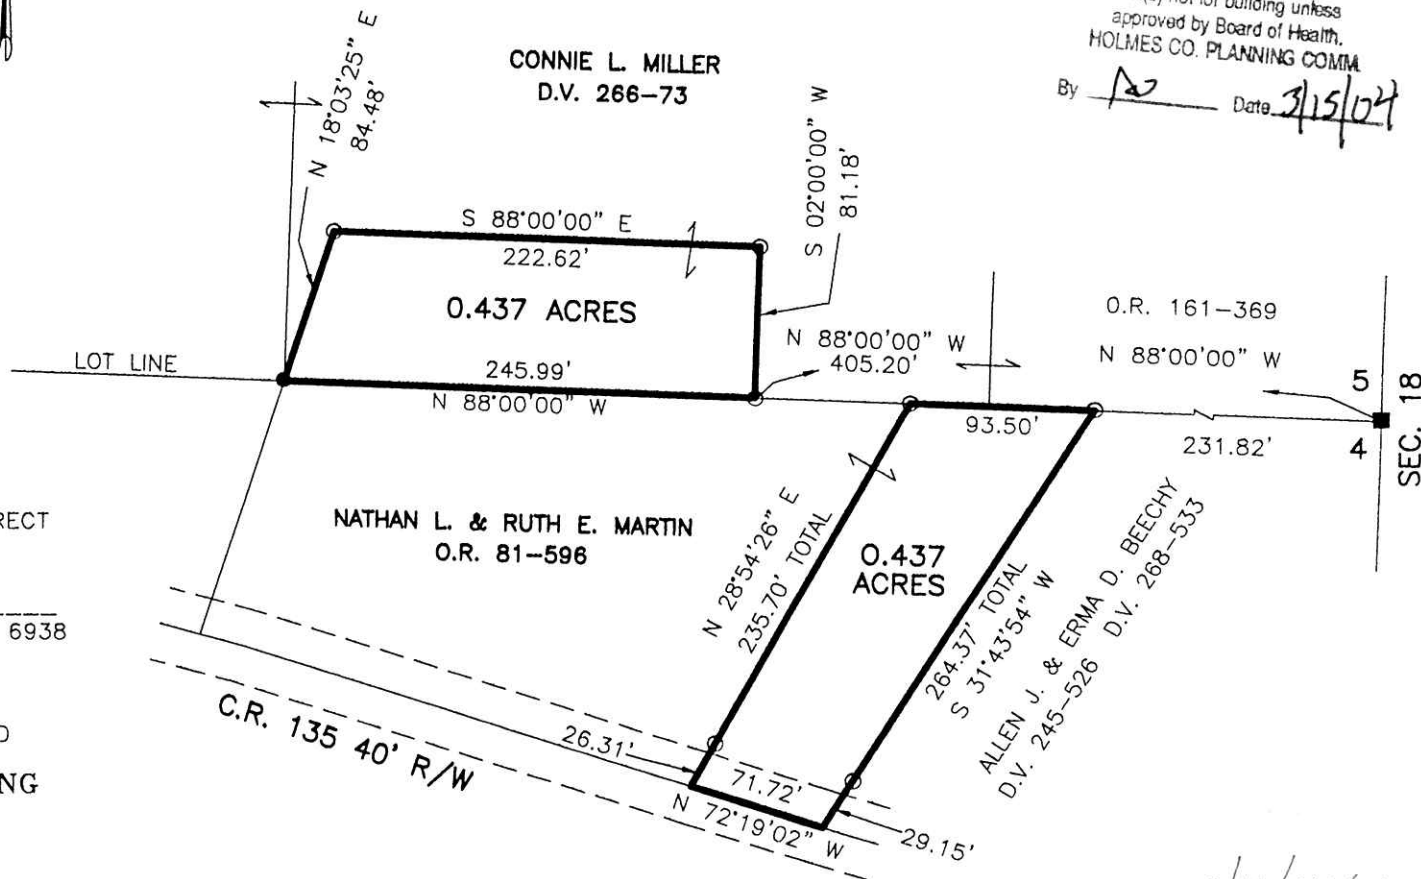 building unless
approved by Board of Health.
HOLMES CO. PLANNING COMM.
By Date 3/15/04
CONNIE L. MILLER
D.V. 266-73
N 18°03'25" E
84.48'
S 88°00'00" E
222.62'
S 02°00'00" W
81.18'
0.437 ACRES
N 88°00'00" W
405.20'
O.R. 161-369
N 88°00'00" W
LOT LINE
245.99'
N 88°00'00" W
93.50'
231.82'
5
4
SEC. 18
RECT
6938
D
NG
NATHAN L. & RUTH E. MARTIN
O.R. 81-596
N 28°54'26" E
235.70' TOTAL
0.437
ACRES
264.37' TOTAL
S 31°43'54" W
ALLEN J. & ERMA D. BEECHY
D.V. 245-526 D.V. 268-533
C.R. 135 40' R/W
26.31'
71.72'
N 72°19'02" W
29.15'